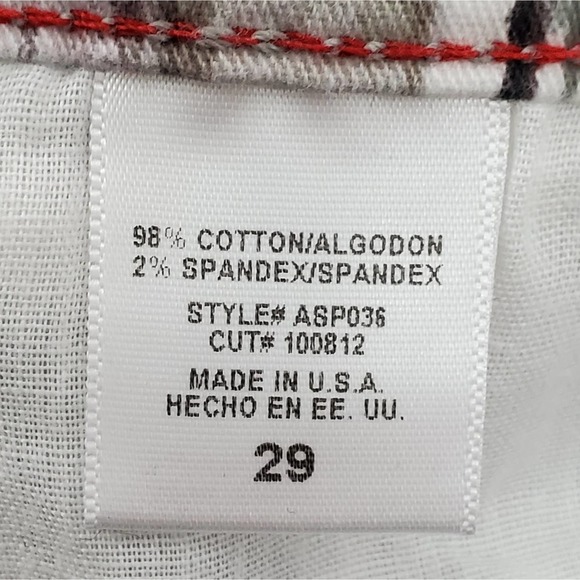 98% COTTON/ALGODON
2% SPANDEX/SPANDEX
STYLE# ASP036
CUT# 100812
MADE IN U.S.A.
HECHO EN EE. UU.
29